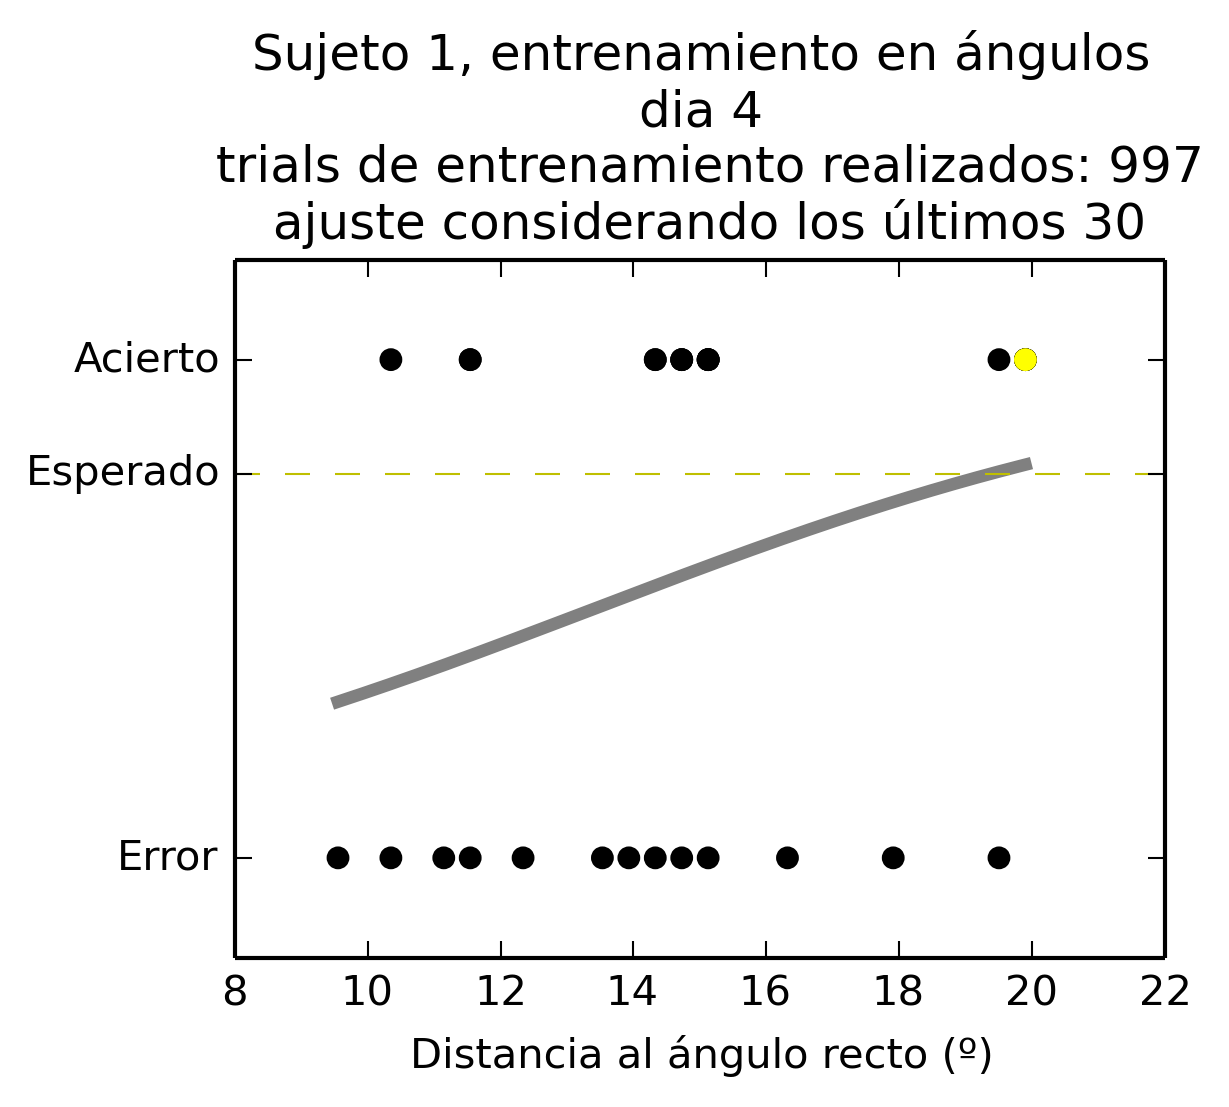 Sujeto 1, entrenamiento en ángulos
dia 4
trials de entrenamiento realizados: 997
ajuste considerando los últimos 30
Acierto
Esperado
Error
8 10 12 14 16 18 20 22
Distancia al ángulo recto (º)